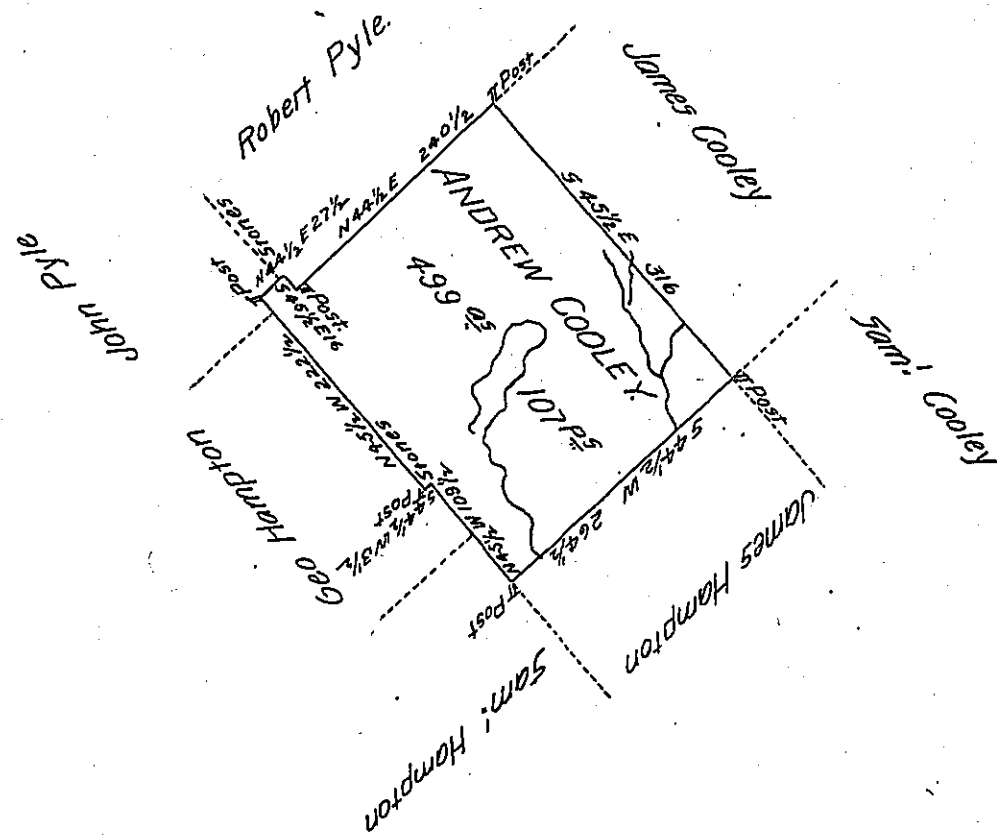 Robert Pyle.
James Cooley
Sam! Cooley
James Hampton
Sam! Hampton
Geo Hampton
John Pyle
ANDREW COOLEY.
499 as
107 ps
Post
N 44½ E 240½
Post
S 45½ E 316
Post
S 44½ W 264½
Post
N 45½ W 109½
Stones
S 44½ W 3½
Post
N 45½ W 222½
Post
N 44½ E 27½
Stones
S 45½ E 16